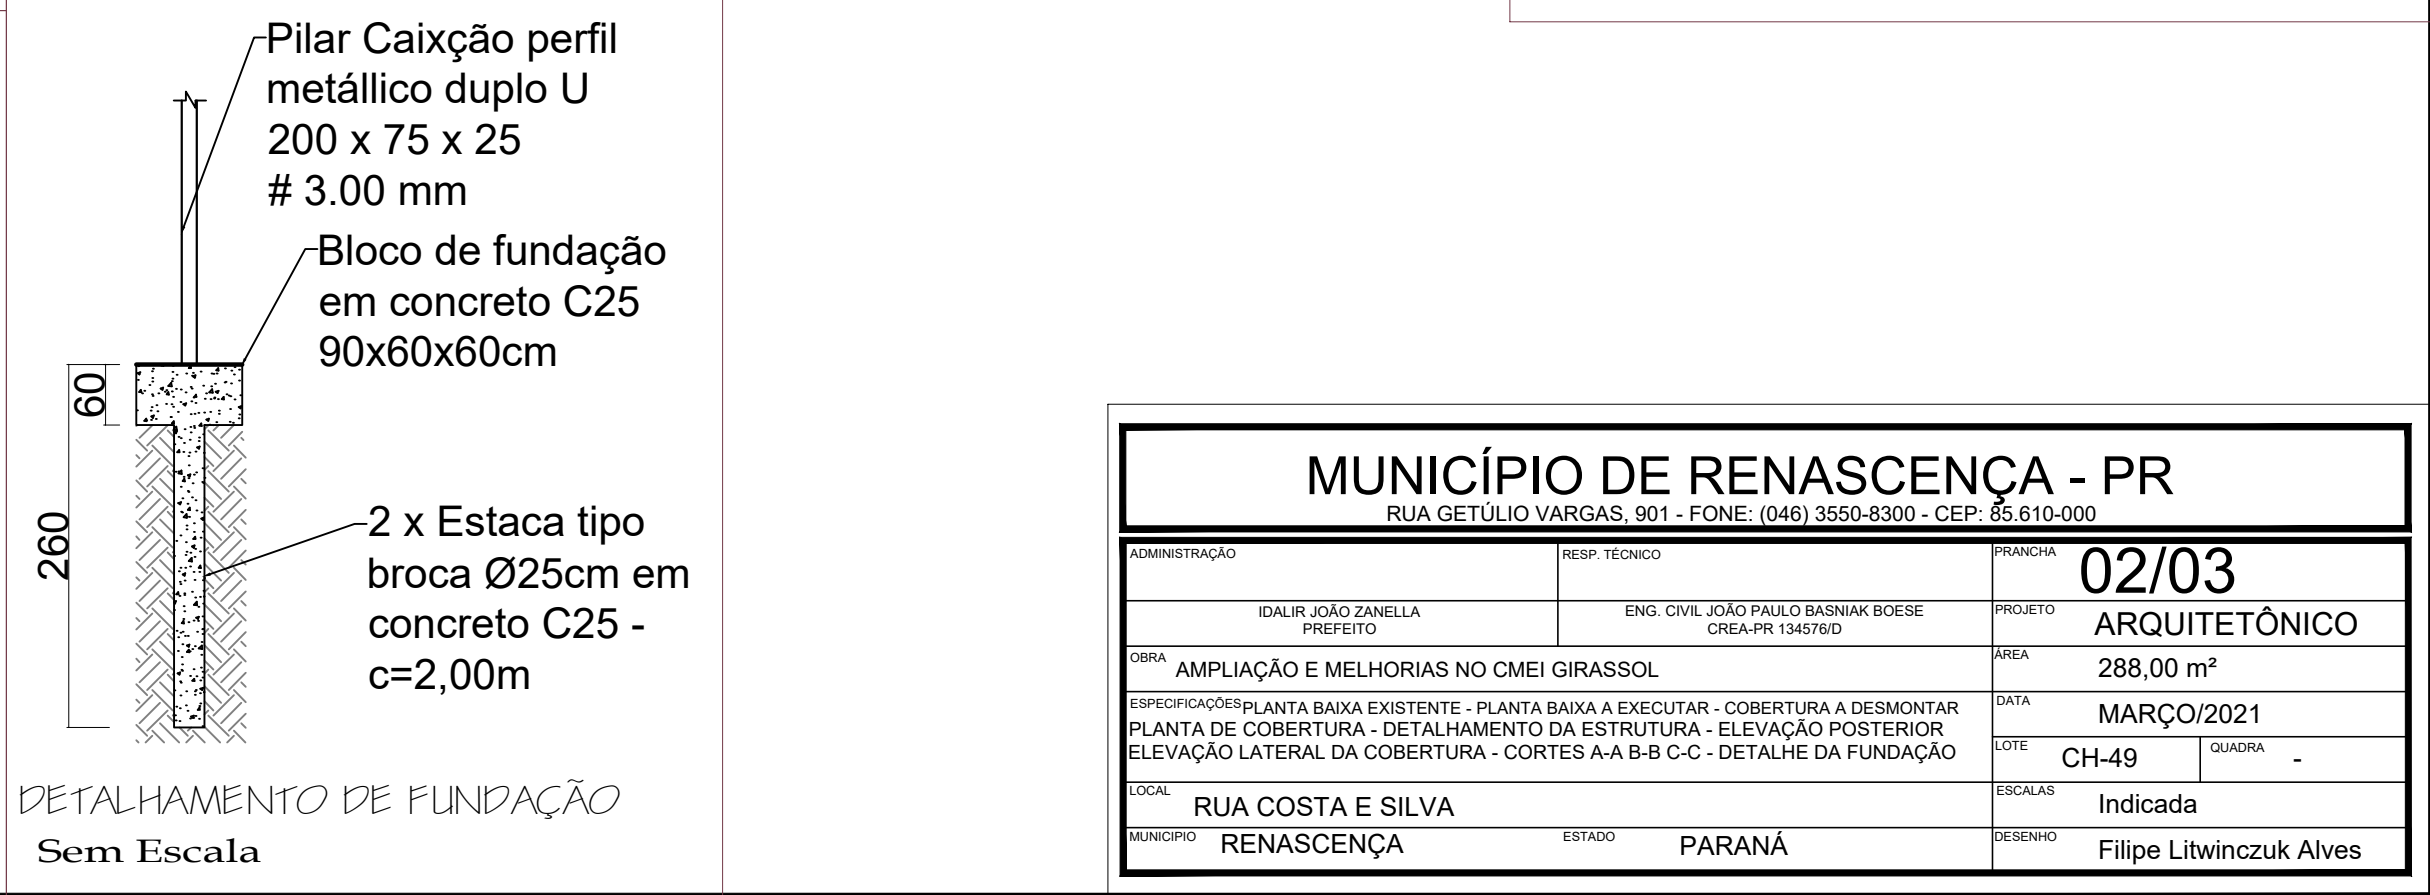 Pilar Caixção perfil
metállico duplo U
200 x 75 x 25
# 3.00 mm
Bloco de fundação
em concreto C25
90x60x60cm
60
260
2 x Estaca tipo
broca Ø25cm em
concreto C25 -
c=2,00m
DETALHAMENTO DE FUNDAÇÃO
Sem Escala
MUNICÍPIO DE RENASCENÇA - PR
RUA GETÚLIO VARGAS, 901 - FONE: (046) 3550-8300 - CEP: 85.610-000
ADMINISTRAÇÃO
IDALIR JOÃO ZANELLA
PREFEITO
RESP. TÉCNICO
ENG. CIVIL JOÃO PAULO BASNIAK BOESE
CREA-PR 134576/D
PRANCHA 02/03
PROJETO ARQUITETÔNICO
OBRA AMPLIAÇÃO E MELHORIAS NO CMEI GIRASSOL
ÁREA 288,00 m²
ESPECIFICAÇÕES PLANTA BAIXA EXISTENTE - PLANTA BAIXA A EXECUTAR - COBERTURA A DESMONTAR
PLANTA DE COBERTURA - DETALHAMENTO DA ESTRUTURA - ELEVAÇÃO POSTERIOR
ELEVAÇÃO LATERAL DA COBERTURA - CORTES A-A B-B C-C - DETALHE DA FUNDAÇÃO
DATA MARÇO/2021
LOTE CH-49 QUADRA -
LOCAL RUA COSTA E SILVA
ESCALAS Indicada
MUNICIPIO RENASCENÇA ESTADO PARANÁ
DESENHO Filipe Litwinczuk Alves